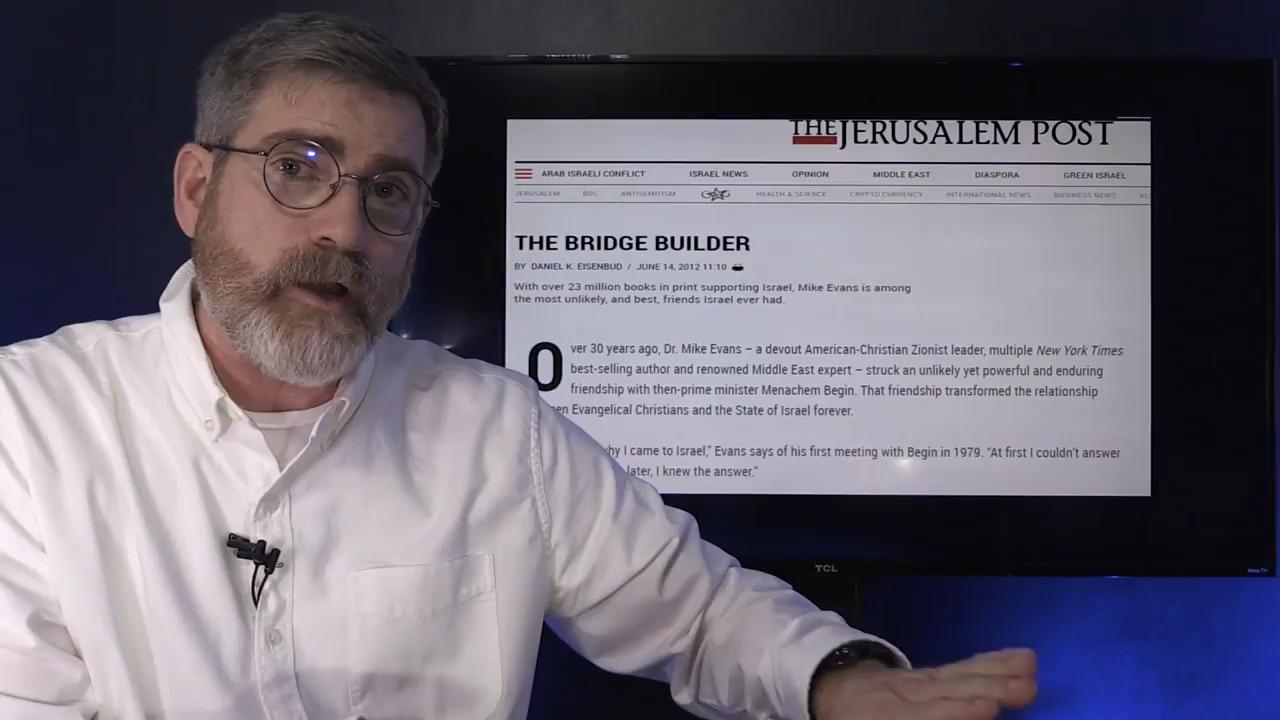 THE JERUSALEM POST
ARAB ISRAELI CONFLICT ISRAEL NEWS OPINION MIDDLE EAST DIASPORA GREEN ISRAEL
JERUSALEM BDS ANTISEMITISM HEALTH & SCIENCE CRYPTO CURRENCY INTERNATIONAL NEWS BUSINESS NEWS
THE BRIDGE BUILDER
BY DANIEL K. EISENBUD / JUNE 14, 2012 11:10
With over 23 million books in print supporting Israel, Mike Evans is among
the most unlikely, and best, friends Israel ever had.
Over 30 years ago, Dr. Mike Evans – a devout American-Christian Zionist leader, multiple New York Times
best-selling author and renowned Middle East expert – struck an unlikely yet powerful and enduring
friendship with then-prime minister Menachem Begin. That friendship transformed the relationship
Evangelical Christians and the State of Israel forever.
I came to Israel,” Evans says of his first meeting with Begin in 1979. “At first I couldn’t answer
later, I knew the answer.”
TCL